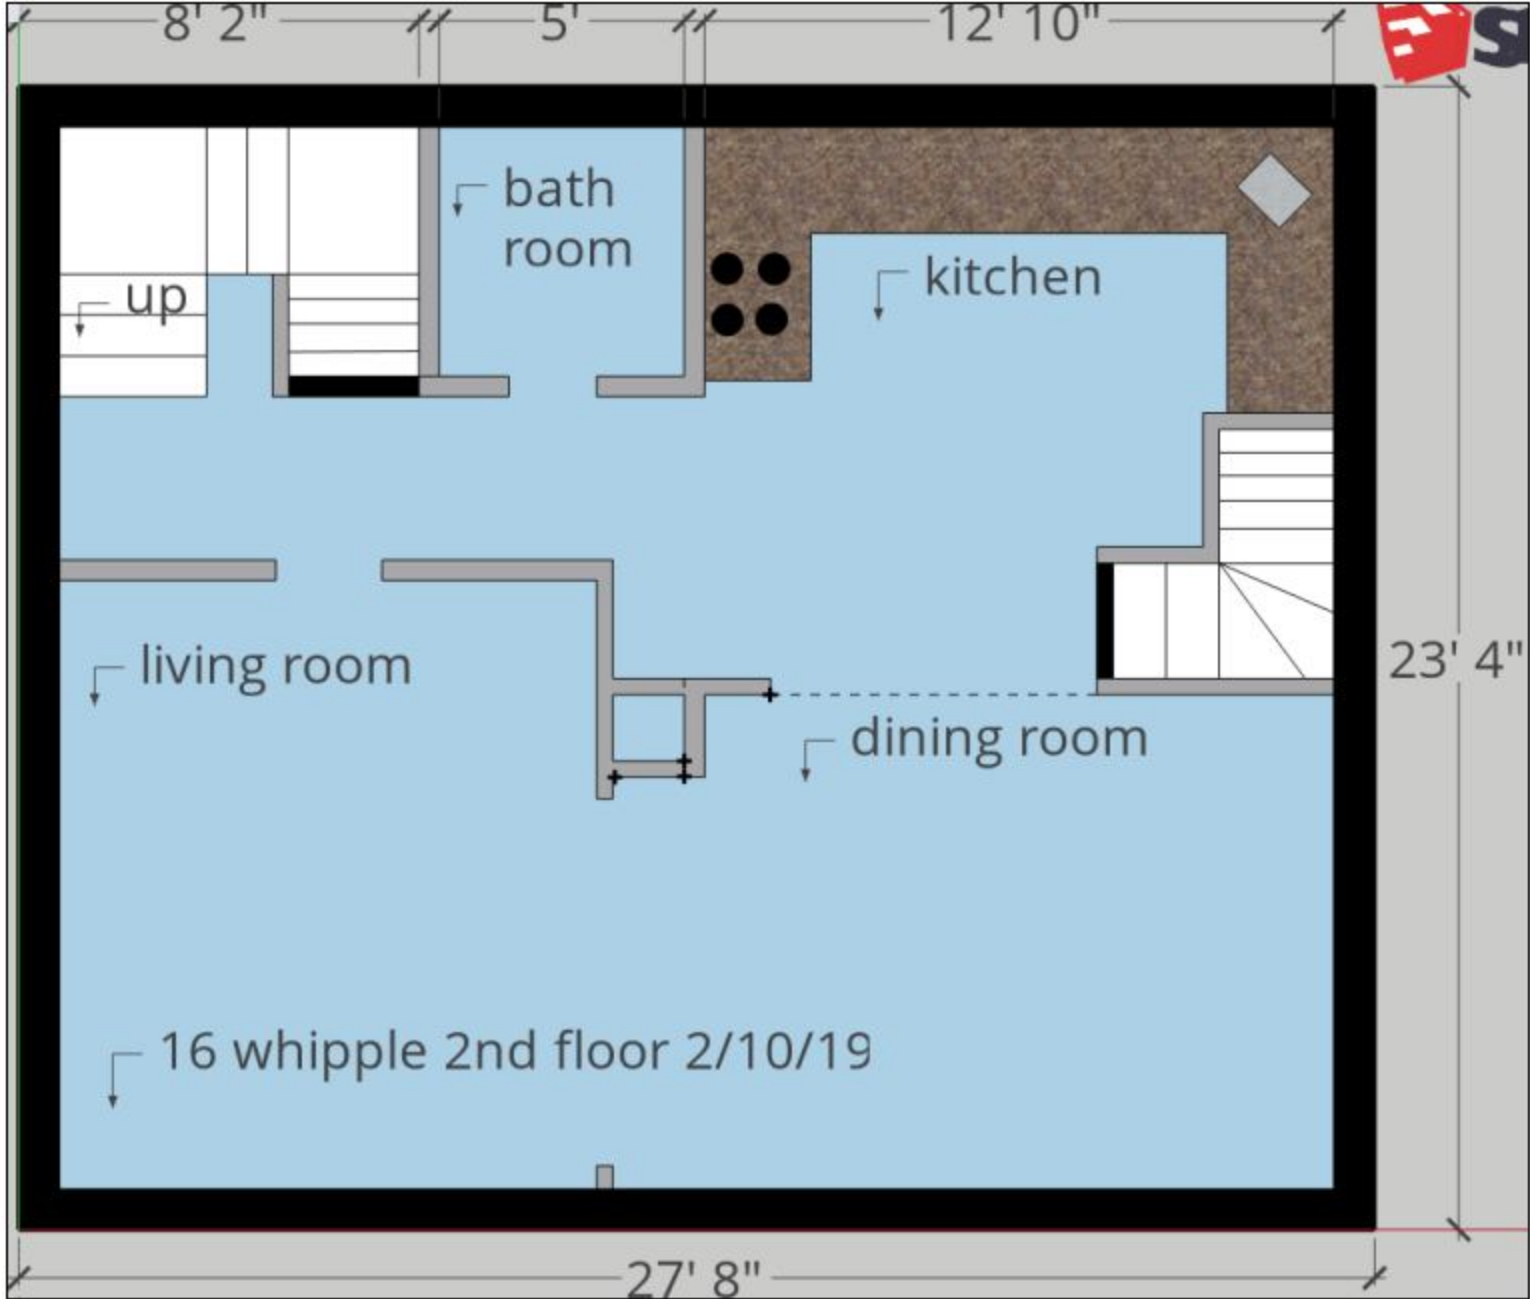 8' 2"
5'
12' 10"
S
bath
room
kitchen
up
living room
23' 4"
dining room
16 whipple 2nd floor 2/10/19
27' 8"